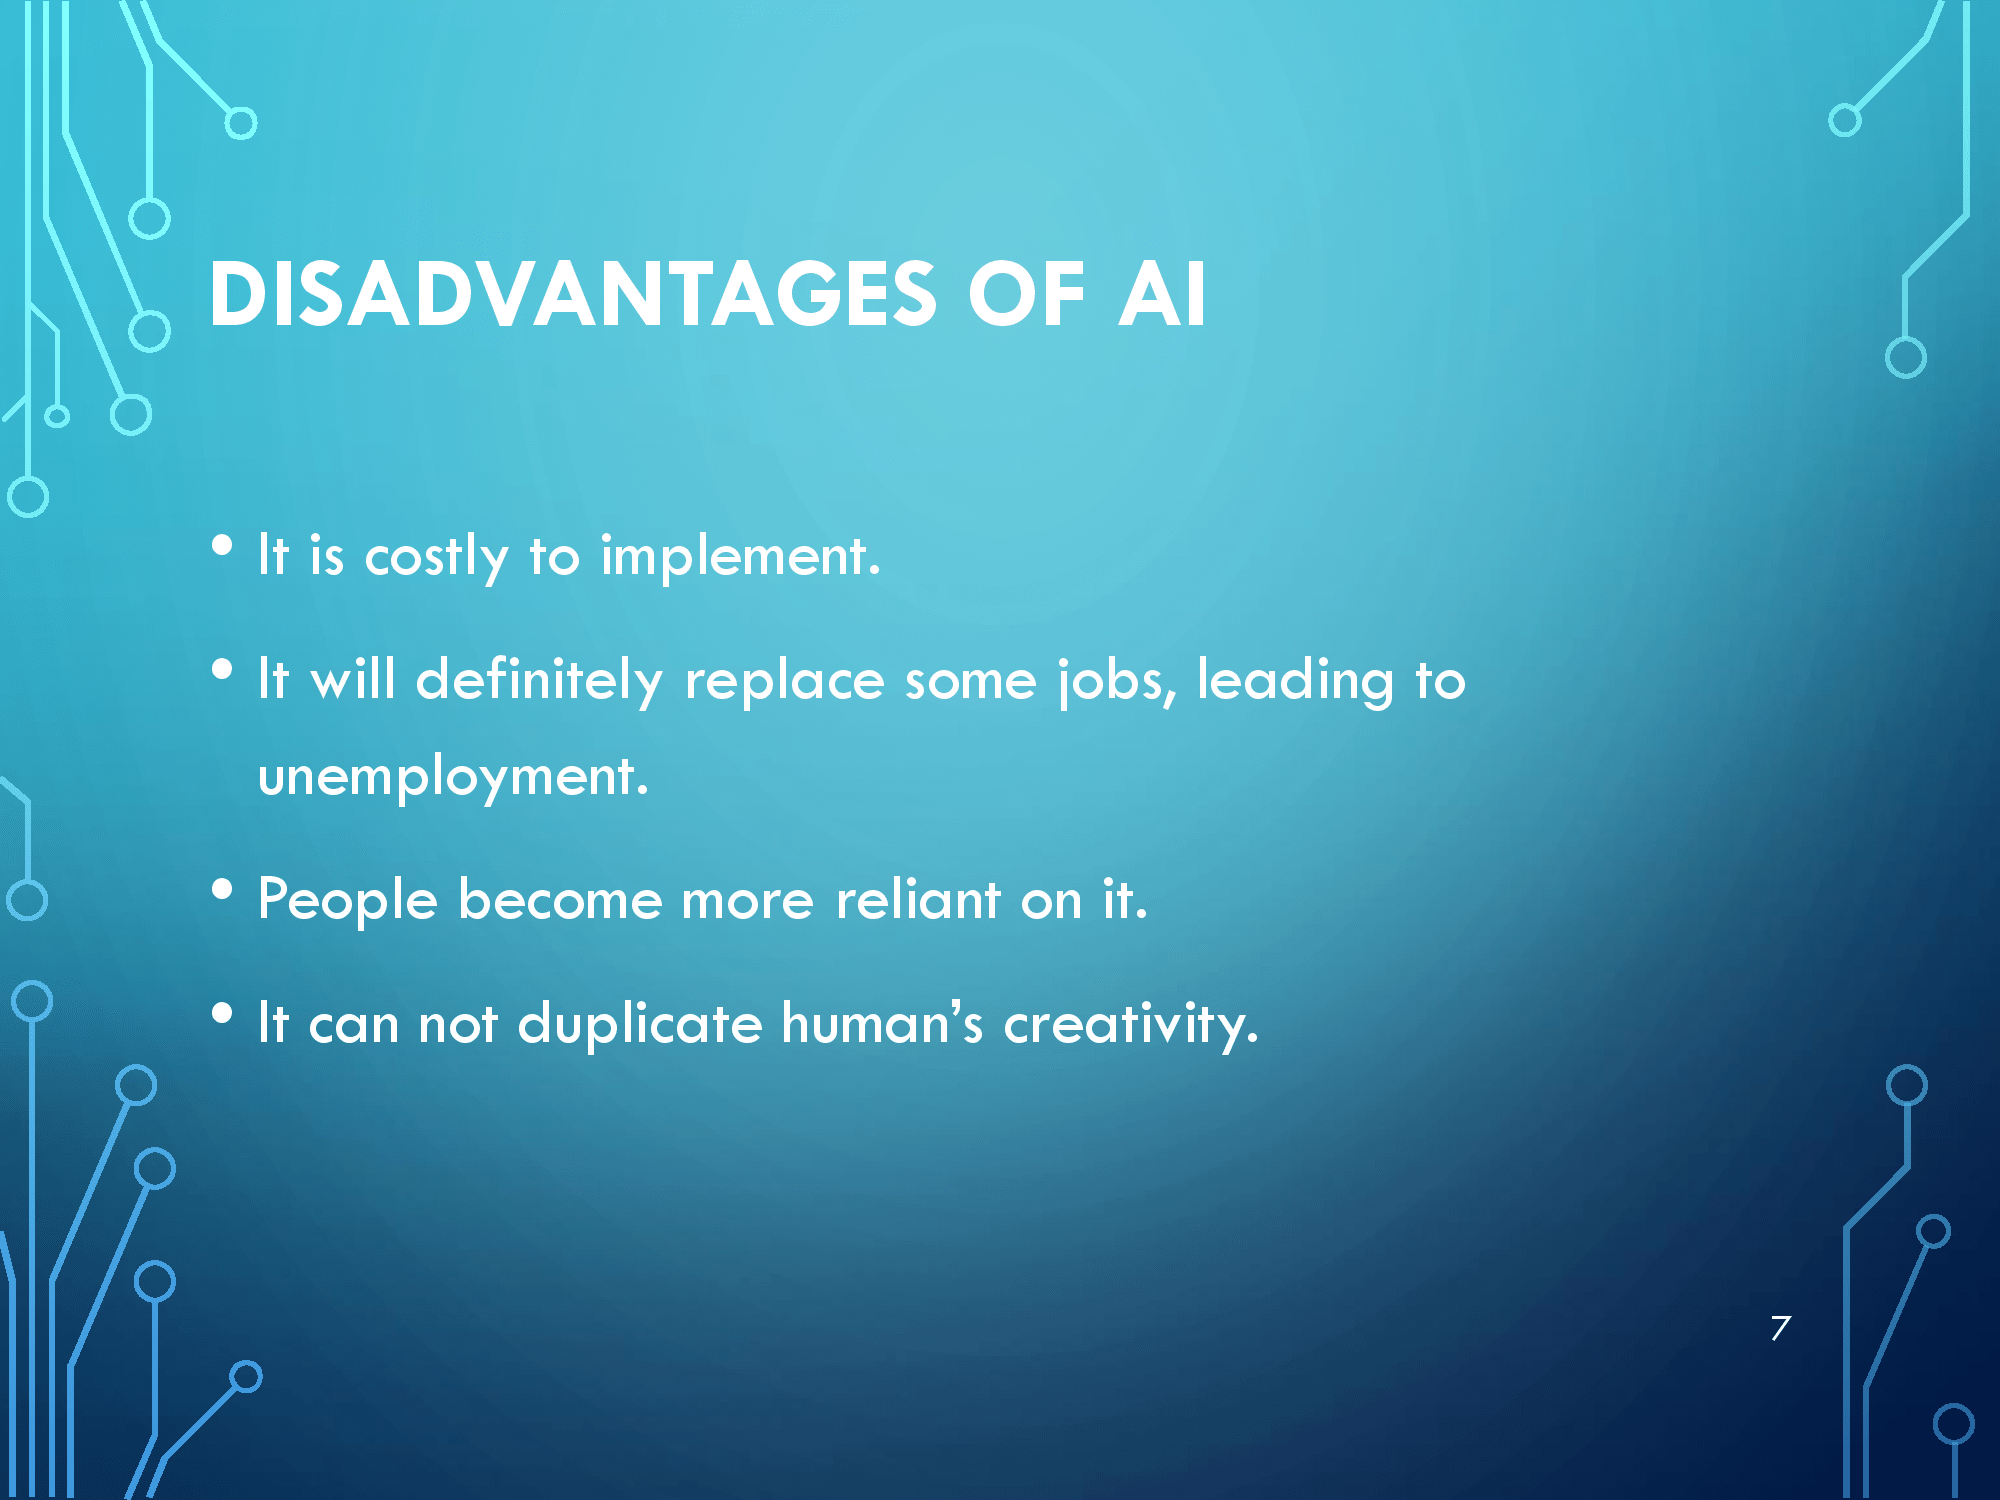 DISADVANTAGES OF AI
• It is costly to implement.
• It will definitely replace some jobs, leading to
unemployment.
• People become more reliant on it.
• It can not duplicate human’s creativity.
7